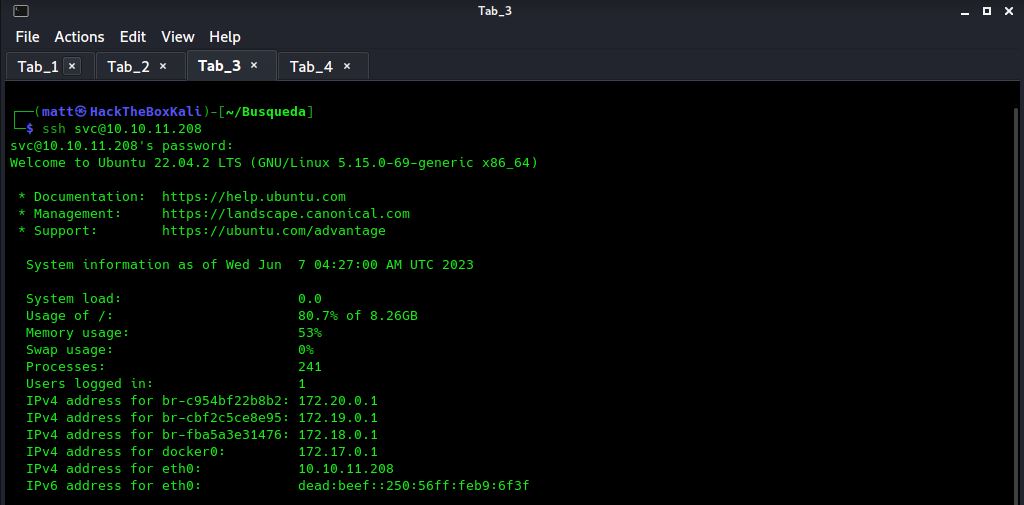 Tab_3
File Actions Edit View Help
Tab_1 × Tab_2 × Tab_3 × Tab_4 ×
┌──(matt㉿HackTheBoxKali)-[~/Busqueda]
└─$ ssh svc@10.10.11.208
svc@10.10.11.208's password:
Welcome to Ubuntu 22.04.2 LTS (GNU/Linux 5.15.0-69-generic x86_64)
* Documentation: https://help.ubuntu.com
* Management: https://landscape.canonical.com
* Support: https://ubuntu.com/advantage
System information as of Wed Jun 7 04:27:00 AM UTC 2023
System load: 0.0
Usage of /: 80.7% of 8.26GB
Memory usage: 53%
Swap usage: 0%
Processes: 241
Users logged in: 1
IPv4 address for br-c954bf22b8b2: 172.20.0.1
IPv4 address for br-cbf2c5ce8e95: 172.19.0.1
IPv4 address for br-fba5a3e31476: 172.18.0.1
IPv4 address for docker0: 172.17.0.1
IPv4 address for eth0: 10.10.11.208
IPv6 address for eth0: dead:beef::250:56ff:feb9:6f3f